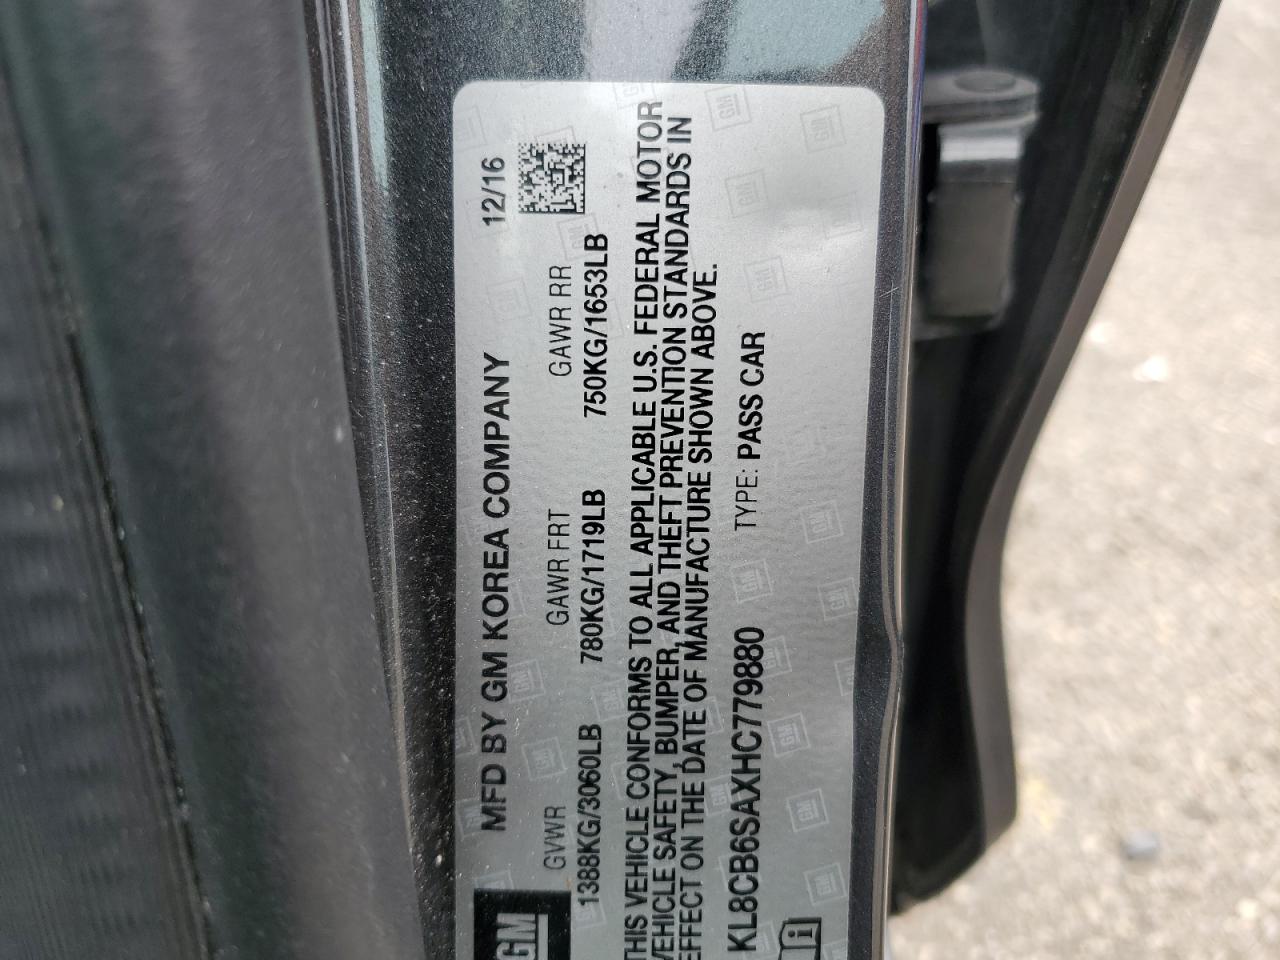 GM
MFD BY GM KOREA COMPANY 12/16
GVWR GAWR FRT GAWR RR
1388KG/3060LB 780KG/1719LB 750KG/1653LB
THIS VEHICLE CONFORMS TO ALL APPLICABLE U.S. FEDERAL MOTOR
VEHICLE SAFETY, BUMPER, AND THEFT PREVENTION STANDARDS IN
EFFECT ON THE DATE OF MANUFACTURE SHOWN ABOVE.
KL8CB6SAXHC779880 TYPE: PASS CAR